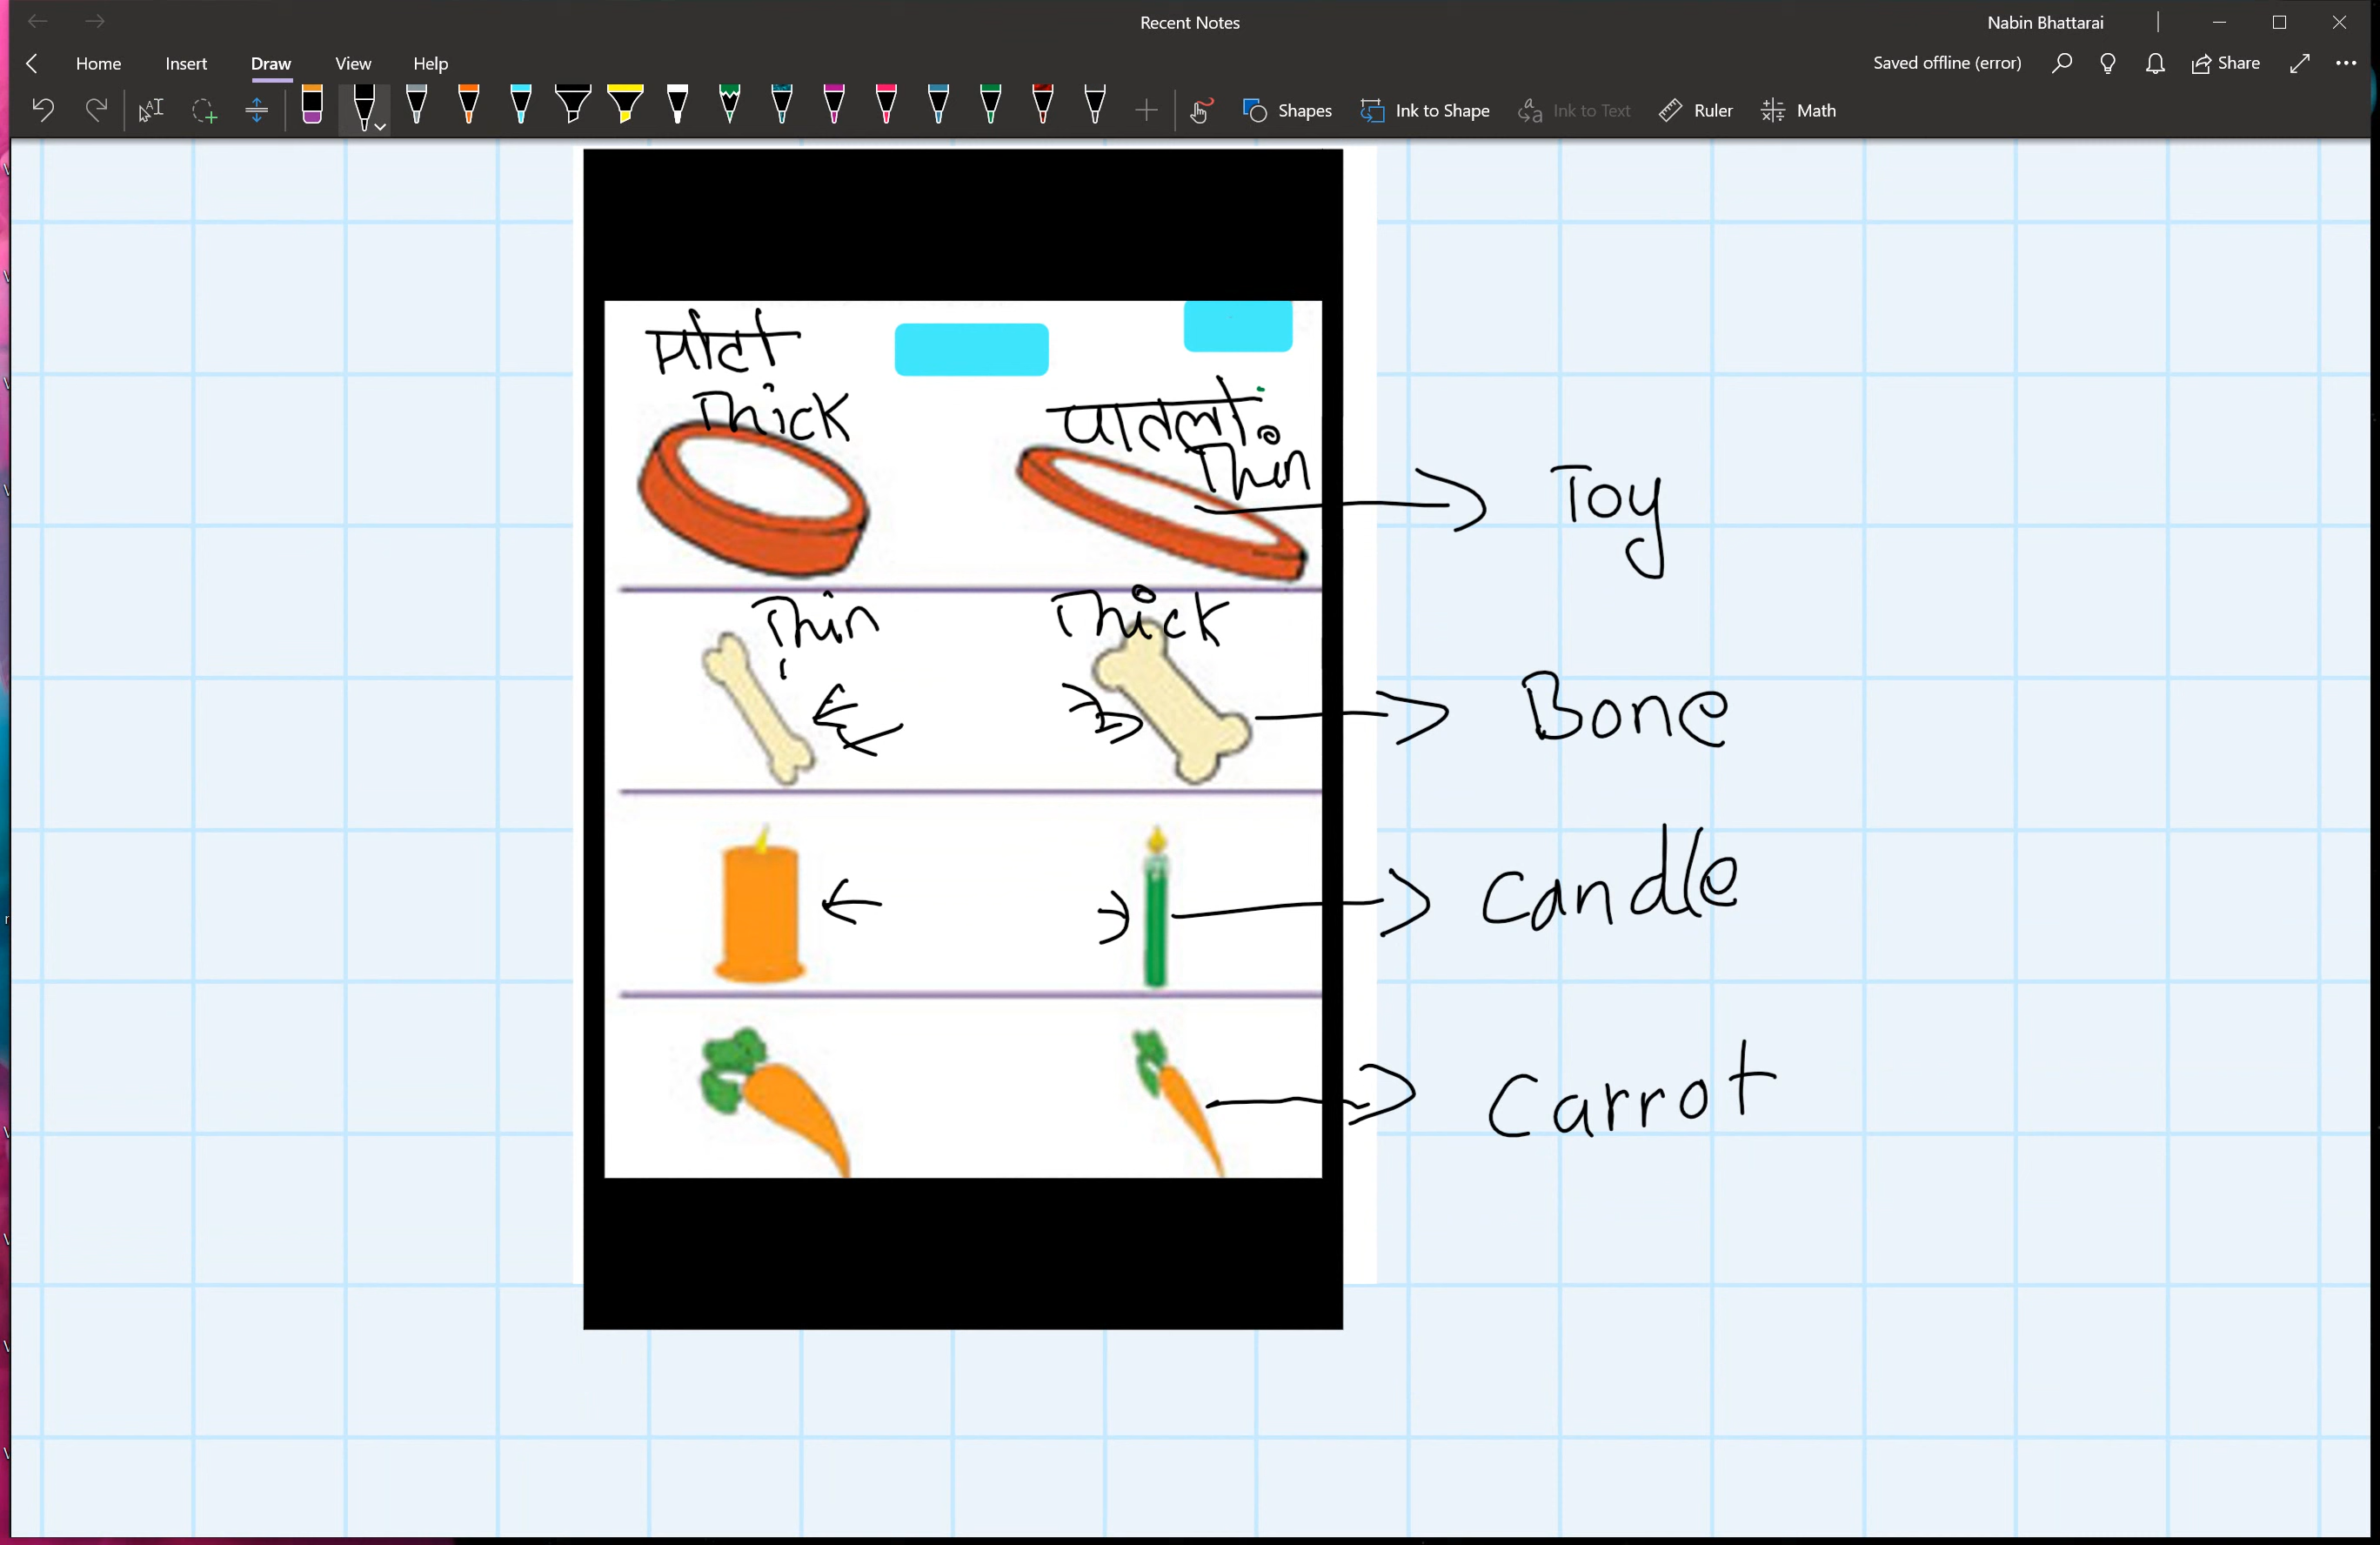 Recent Notes
Nabin Bhattarai
Home Insert Draw View Help
Saved offline (error)
Share
Shapes
Ink to Shape
Ink to Text
Ruler
Math
मोटो
Thick
पातलो
Thin
Toy
Thin
Thick
Bone
Candle
Carrot